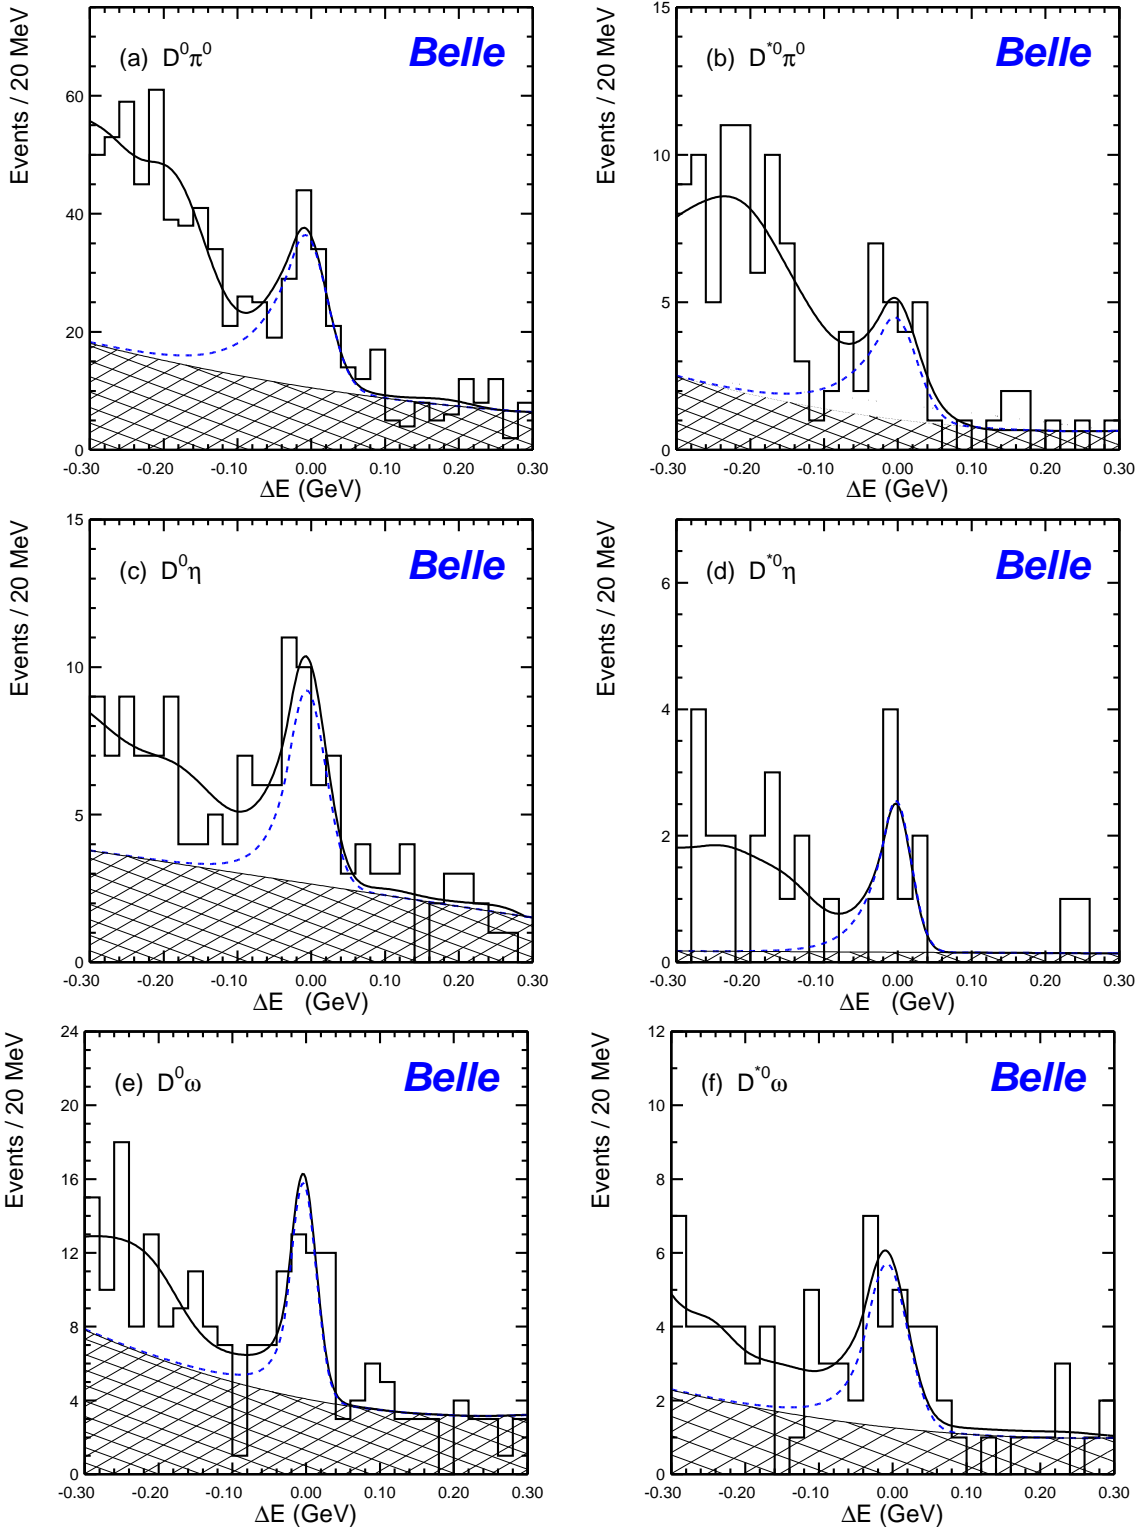 (a) D⁰π⁰ Belle
Events / 20 MeV
60
40
20
0
-0.30 -0.20 -0.10 0.00 0.10 0.20 0.30
ΔE (GeV)
(b) D*⁰π⁰ Belle
Events / 20 MeV
15
10
5
0
-0.30 -0.20 -0.10 0.00 0.10 0.20 0.30
ΔE (GeV)
(c) D⁰η Belle
Events / 20 MeV
15
10
5
0
-0.30 -0.20 -0.10 0.00 0.10 0.20 0.30
ΔE (GeV)
(d) D*⁰η Belle
Events / 20 MeV
6
4
2
0
-0.30 -0.20 -0.10 0.00 0.10 0.20 0.30
ΔE (GeV)
(e) D⁰ω Belle
Events / 20 MeV
24
20
16
12
8
4
0
-0.30 -0.20 -0.10 0.00 0.10 0.20 0.30
ΔE (GeV)
(f) D*⁰ω Belle
Events / 20 MeV
12
10
8
6
4
2
0
-0.30 -0.20 -0.10 0.00 0.10 0.20 0.30
ΔE (GeV)